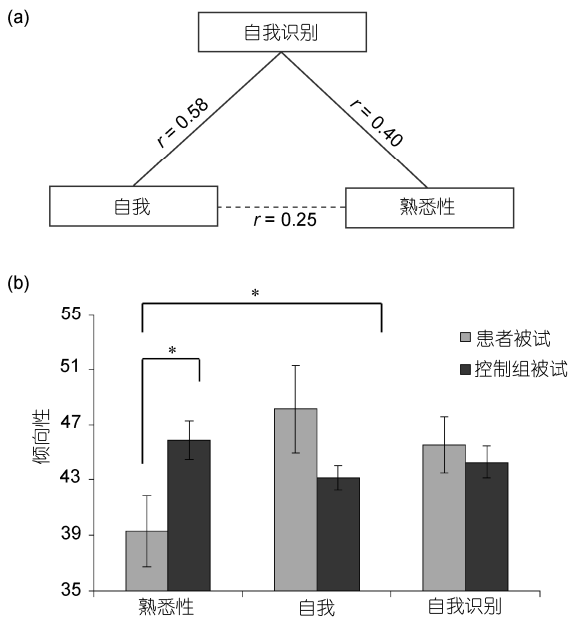 (a)
自我识别
r = 0.58
r = 0.40
自我
熟悉性
r = 0.25
(b)
*
*
55
51
47
43
39
35
倾向性
患者被试
控制组被试
熟悉性
自我
自我识别